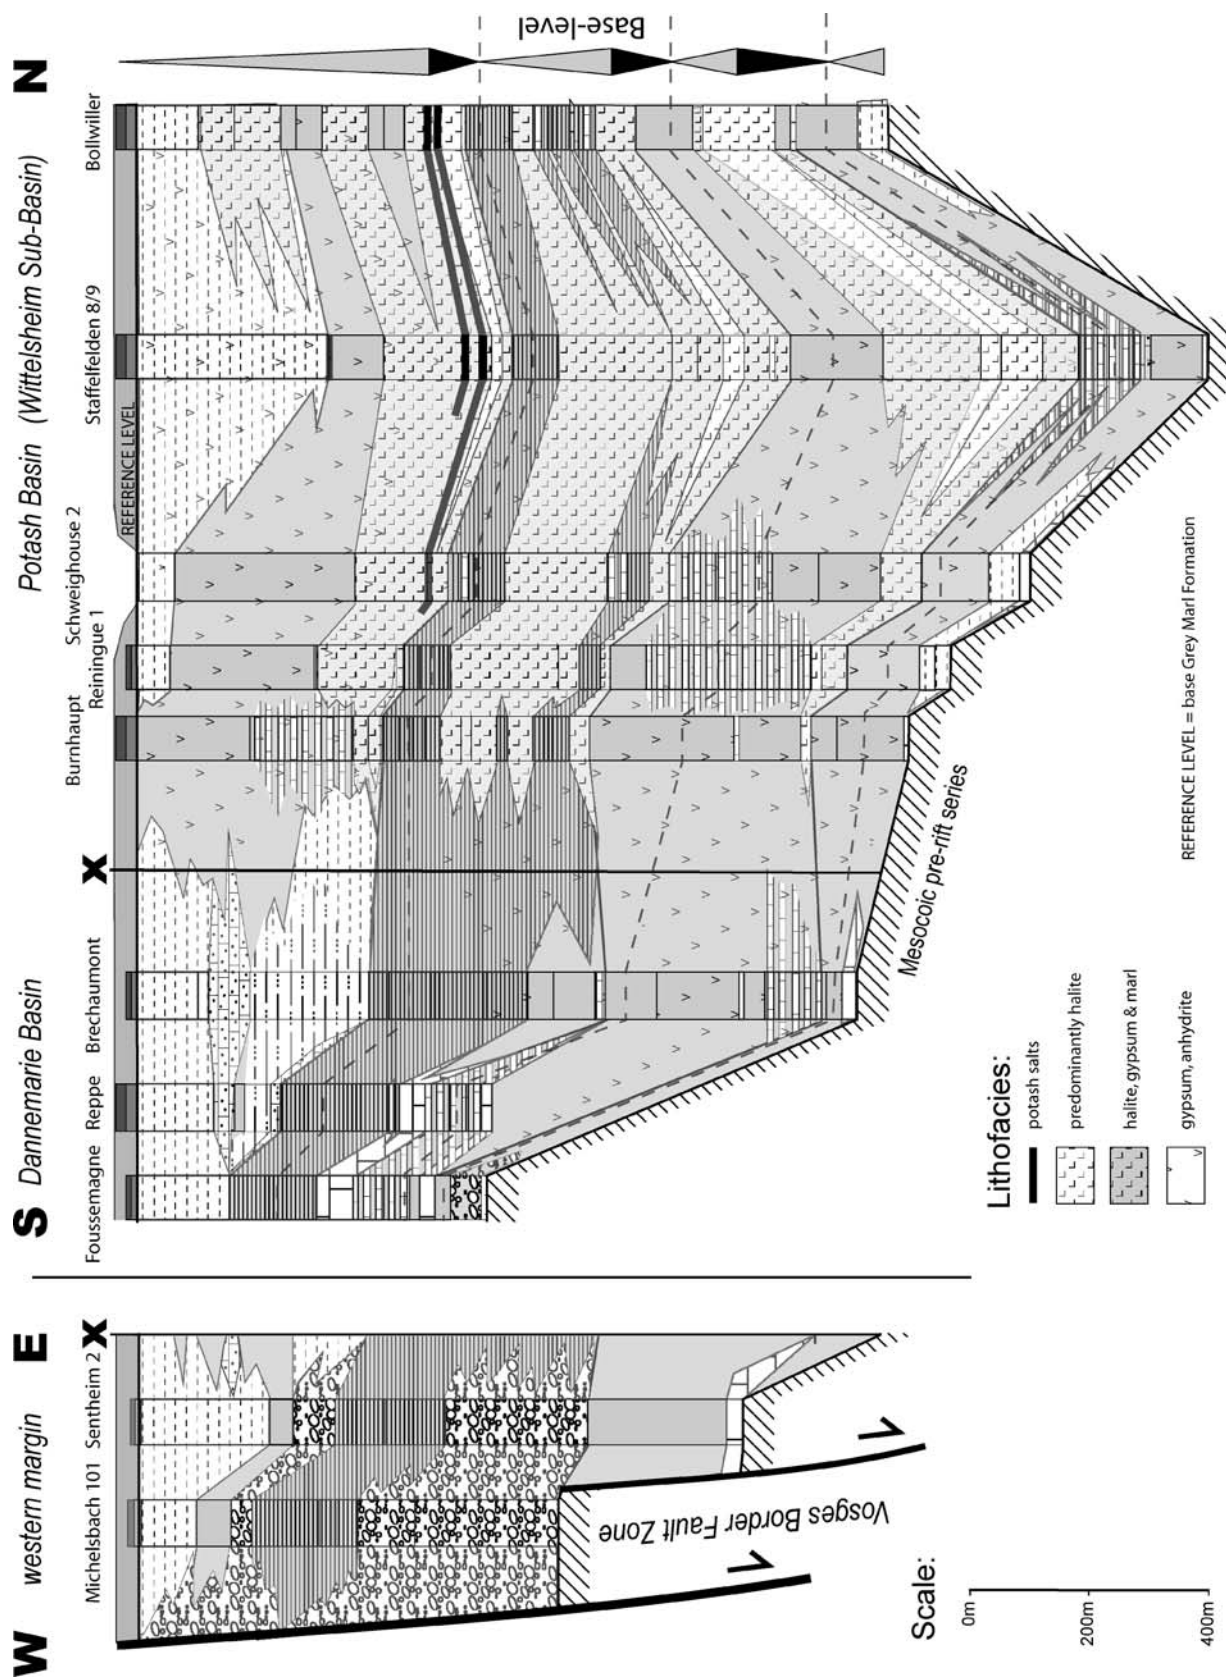 W
western margin
E
S
Dannemarie Basin
Potash Basin (Wittelsheim Sub-Basin)
N
Michelsbach 101
Sentheim 2
X
Foussemagne
Reppe
Brechaumont
X
Burnhaupt
Reiningue 1
Schweighouse 2
Staffelfelden 8/9
Bollwiller
REFERENCE LEVEL
Base-level
Vosges Border Fault Zone
Mesocoic pre-rift series
Scale:
0m
200m
400m
Lithofacies:
potash salts
predominantly halite
halite, gypsum & marl
gypsum, anhydrite
REFERENCE LEVEL = base Grey Marl Formation